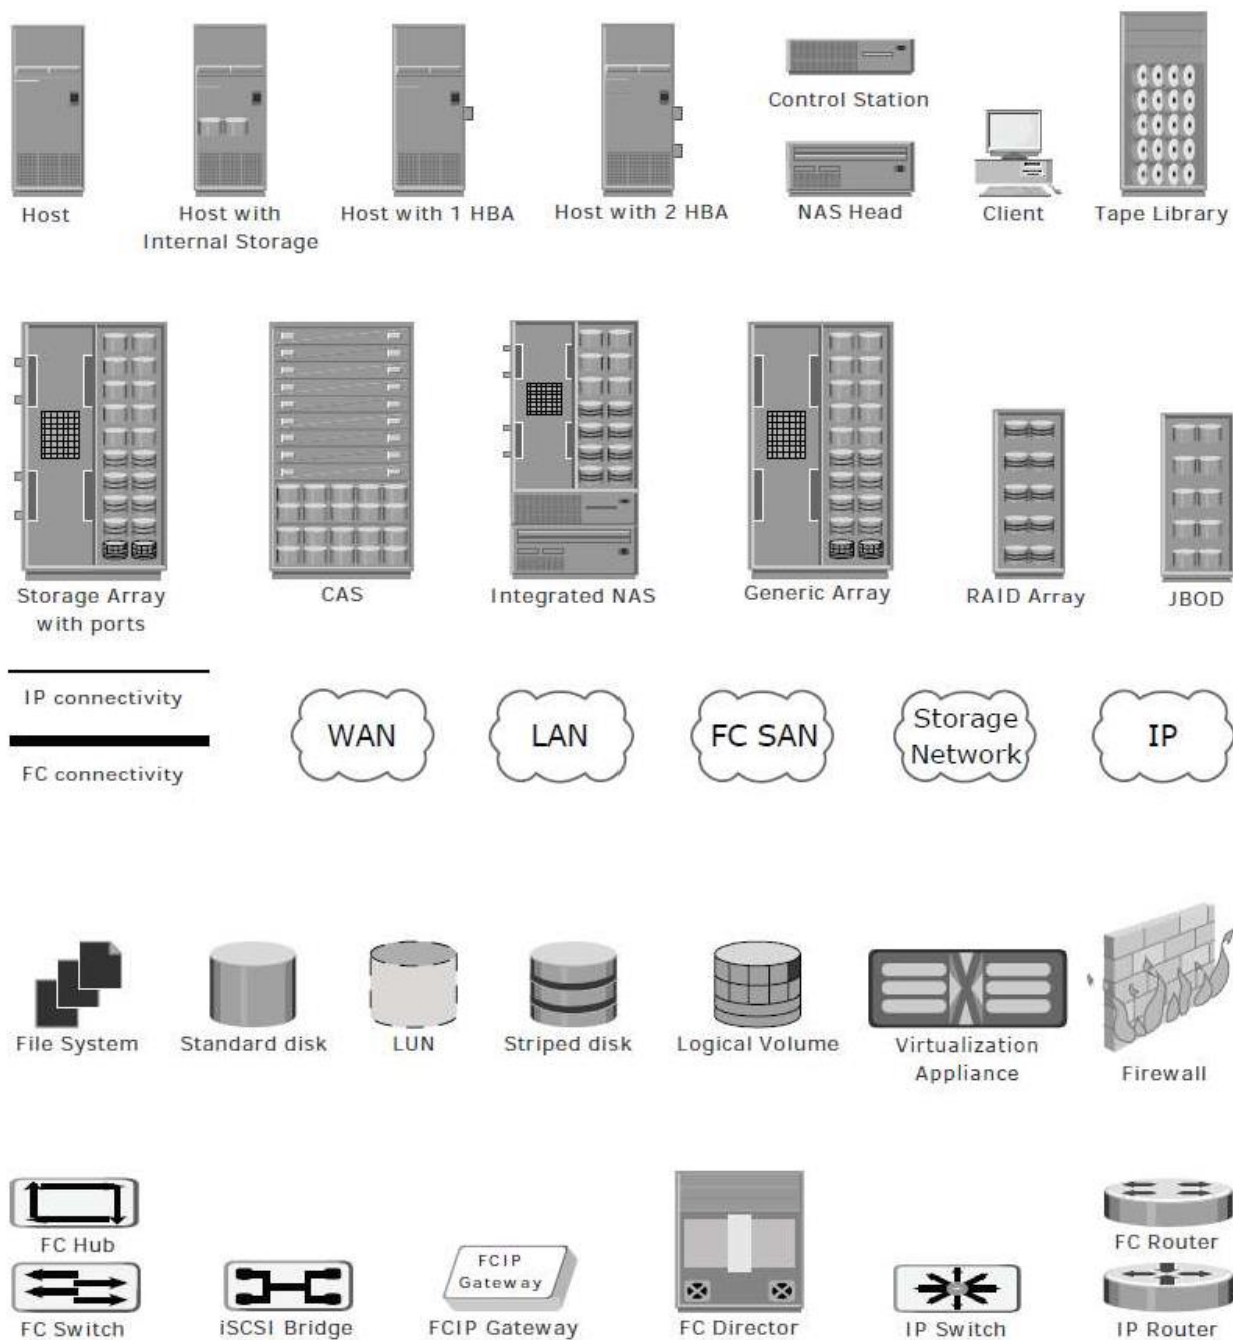 Control Station
Host
Host with
Internal Storage
Host with 1 HBA
Host with 2 HBA
NAS Head
Client
Tape Library
Storage Array
with ports
CAS
Integrated NAS
Generic Array
RAID Array
JBOD
IP connectivity
FC connectivity
WAN
LAN
FC SAN
Storage
Network
IP
File System
Standard disk
LUN
Striped disk
Logical Volume
Virtualization
Appliance
Firewall
FC Hub
FC Switch
iSCSI Bridge
FCIP
Gateway
FCIP Gateway
FC Director
IP Switch
FC Router
IP Router